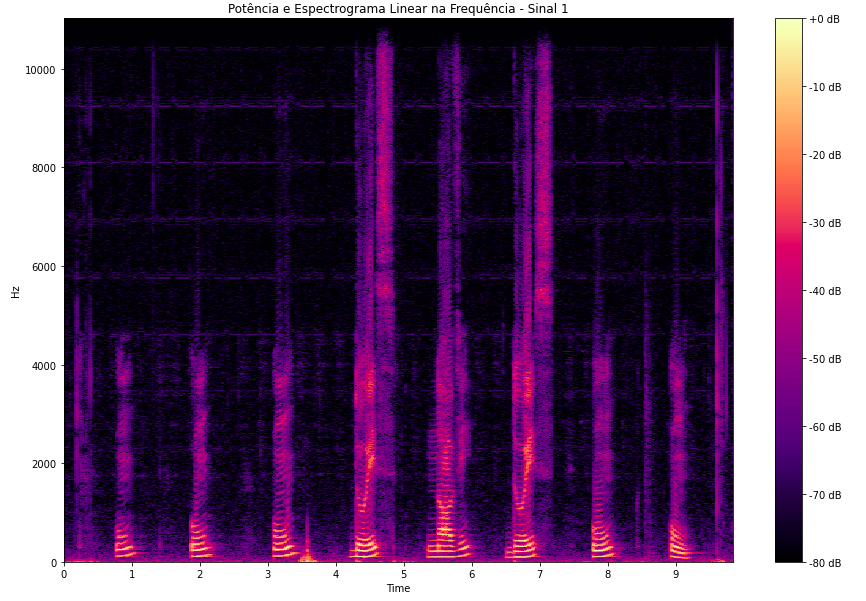 Potência e Espectrograma Linear na Frequência - Sinal 1
+0 dB
10000
-10 dB
-20 dB
8000
-30 dB
6000
Hz
-40 dB
4000
-50 dB
-60 dB
2000
-70 dB
0
-80 dB
0 1 2 3 4 5 6 7 8 9
Time